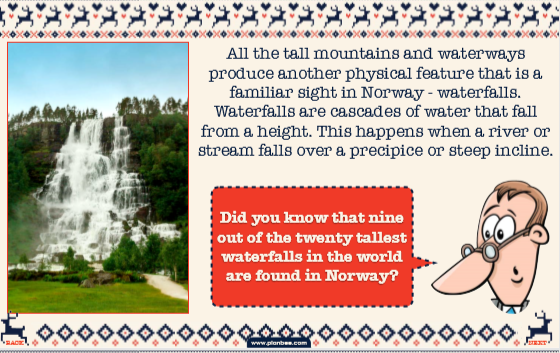 All the tall mountains and waterways
produce another physical feature that is a
familiar sight in Norway - waterfalls.
Waterfalls are cascades of water that fall
from a height. This happens when a river or
stream falls over a precipice or steep incline.
Did you know that nine
out of the twenty tallest
waterfalls in the world
are found in Norway?
BACK
www.planbee.com
NEXT